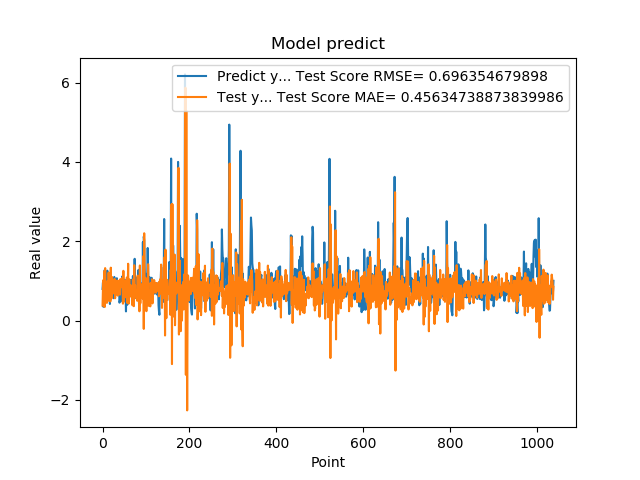 Model predict
Predict y... Test Score RMSE= 0.696354679898
Test y... Test Score MAE= 0.45634738873839986
Real value
6
4
2
0
−2
0 200 400 600 800 1000
Point